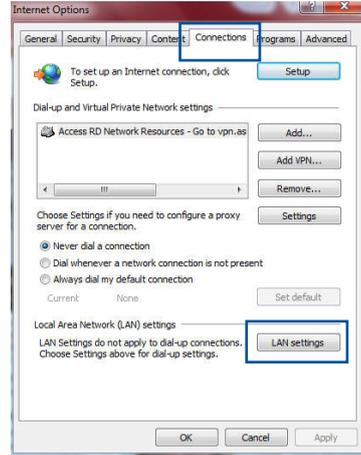 Internet Options
General Security Privacy Content Connections Programs Advanced
To set up an Internet connection, click
Setup.
Setup
Dial-up and Virtual Private Network settings
Access RD Network Resources - Go to vpn.as
Add...
Add VPN...
Remove...
Choose Settings if you need to configure a proxy
server for a connection.
Settings
Never dial a connection
Dial whenever a network connection is not present
Always dial my default connection
Current None
Set default
Local Area Network (LAN) settings
LAN Settings do not apply to dial-up connections.
Choose Settings above for dial-up settings.
LAN settings
OK Cancel Apply